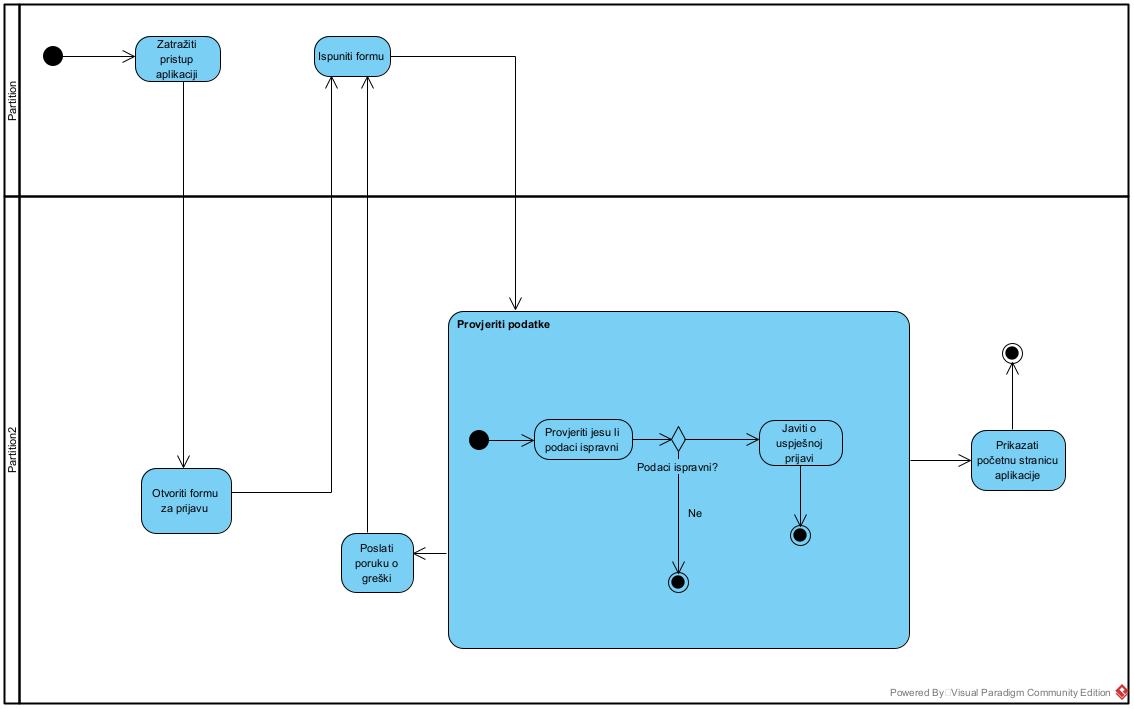 Partition
Zatražiti
pristup
aplikaciji
Ispuniti formu
Partition2
Otvoriti formu
za prijavu
Poslati
poruku o
greški
Provjeriti podatke
Provjeriti jesu li
podaci ispravni
Podaci ispravni?
Ne
Javiti o
uspješnoj
prijavi
Prikazati
početnu stranicu
aplikacije
Powered By Visual Paradigm Community Edition